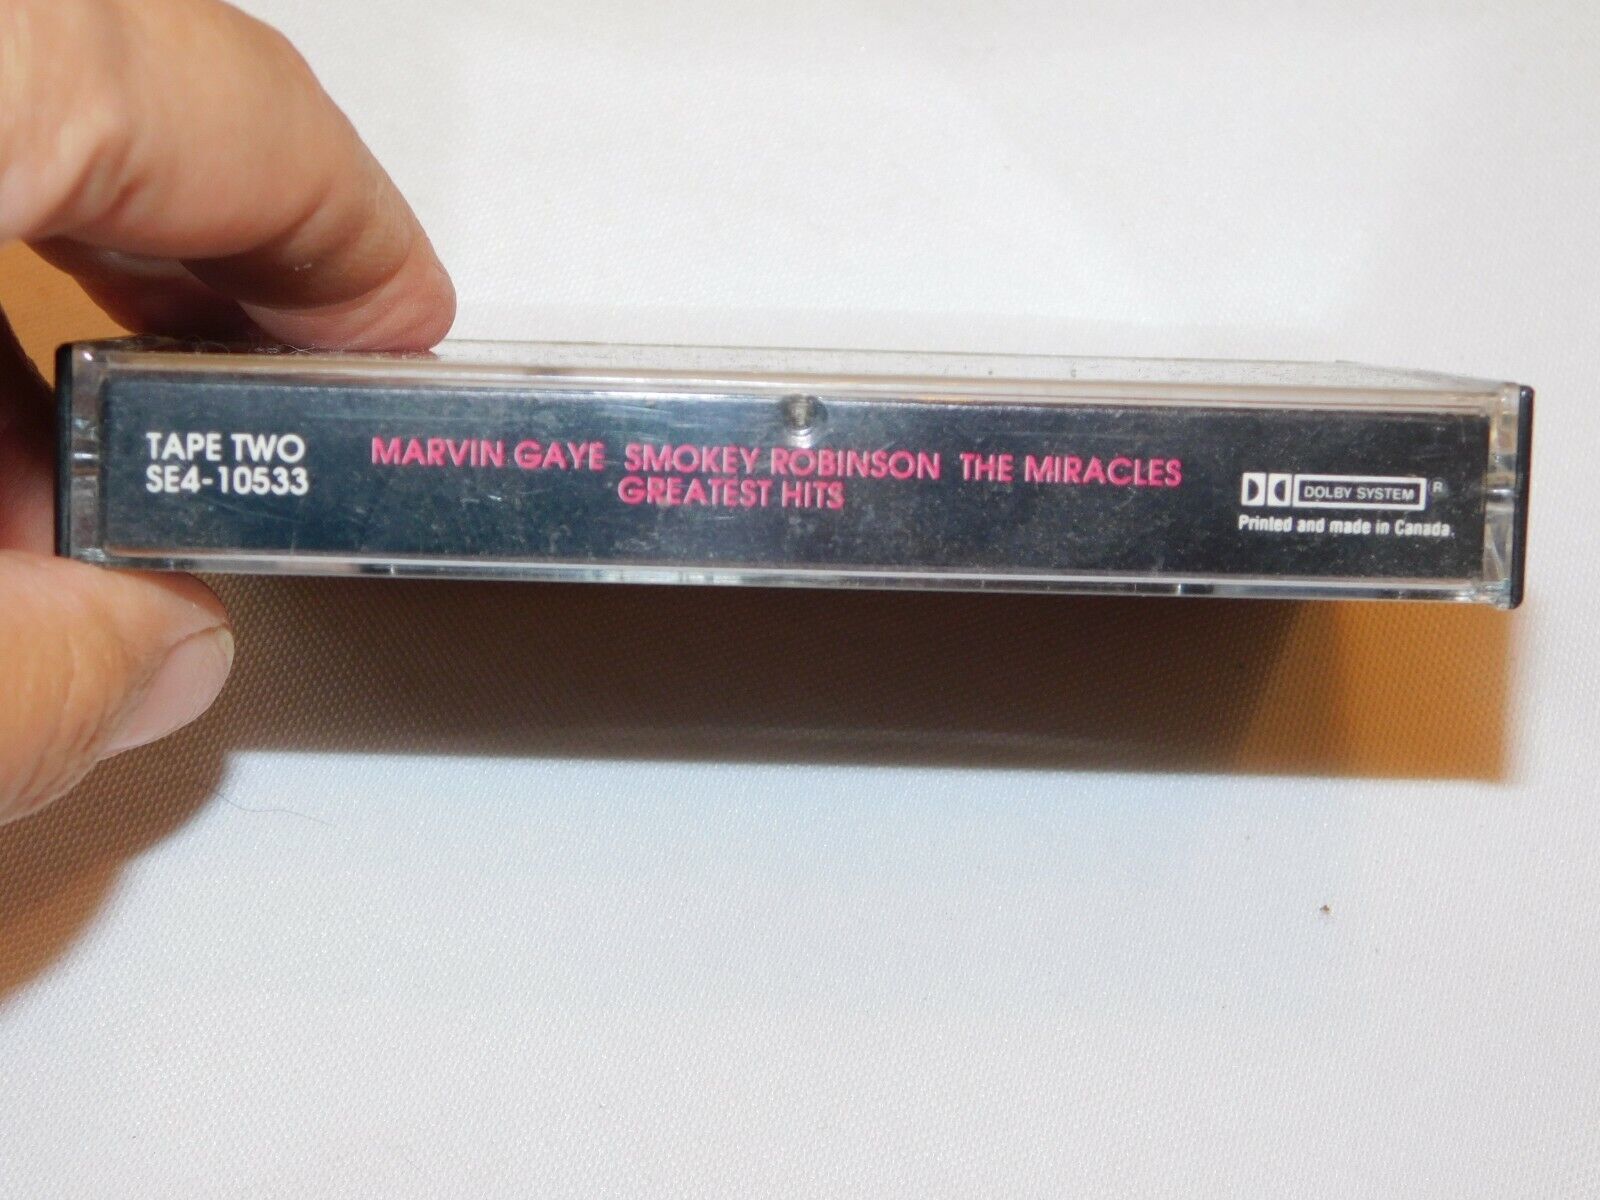 TAPE TWO
SE4-10533
MARVIN GAYE SMOKEY ROBINSON THE MIRACLES
GREATEST HITS
DOLBY SYSTEM ®
Printed and made in Canada.